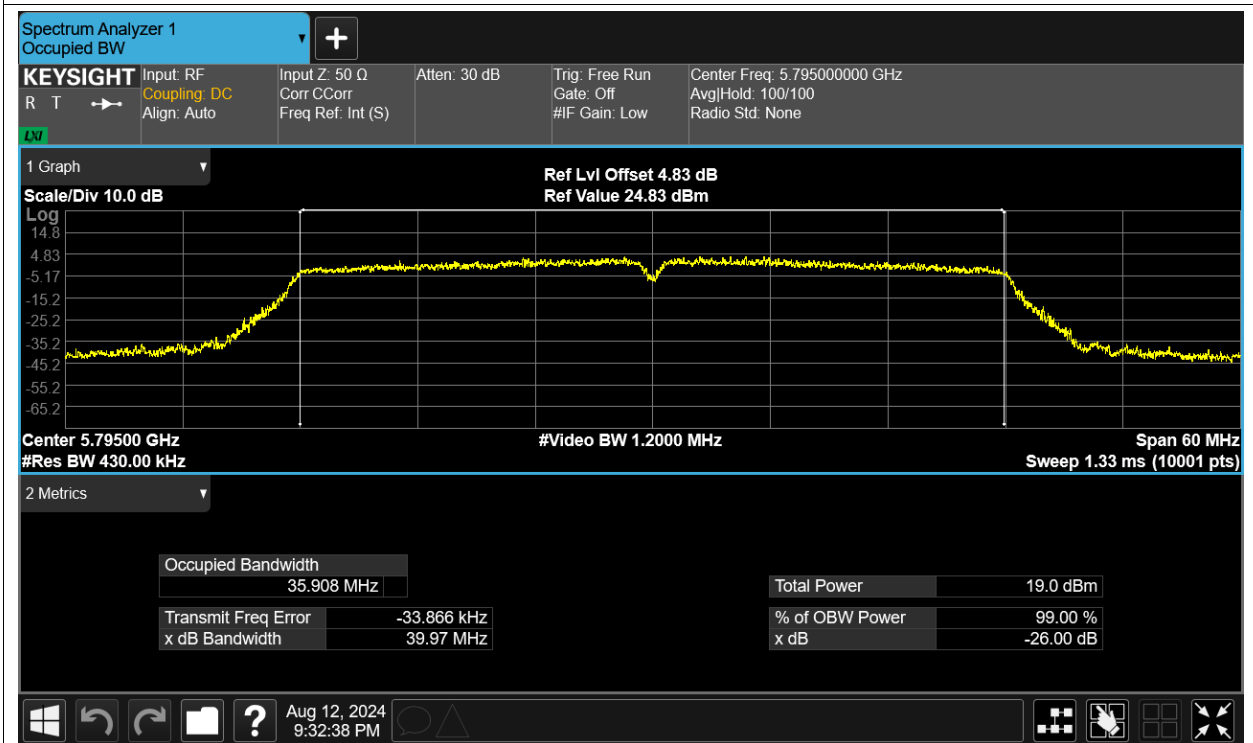 Spectrum Analyzer 1
Occupied BW
KEYSIGHT
R T
LXI
Input: RF
Coupling: DC
Align: Auto
Input Z: 50 Ω
Corr CCorr
Freq Ref: Int (S)
Atten: 30 dB
Trig: Free Run
Gate: Off
#IF Gain: Low
Center Freq: 5.795000000 GHz
Avg|Hold: 100/100
Radio Std: None
1 Graph
Scale/Div 10.0 dB
Ref Lvl Offset 4.83 dB
Ref Value 24.83 dBm
Log
14.8
4.83
-5.17
-15.2
-25.2
-35.2
-45.2
-55.2
-65.2
Center 5.79500 GHz
#Video BW 1.2000 MHz
Span 60 MHz
#Res BW 430.00 kHz
Sweep 1.33 ms (10001 pts)
2 Metrics
Occupied Bandwidth
35.908 MHz
Transmit Freq Error -33.866 kHz
x dB Bandwidth 39.97 MHz
Total Power 19.0 dBm
% of OBW Power 99.00 %
x dB -26.00 dB
?
Aug 12, 2024
9:32:38 PM